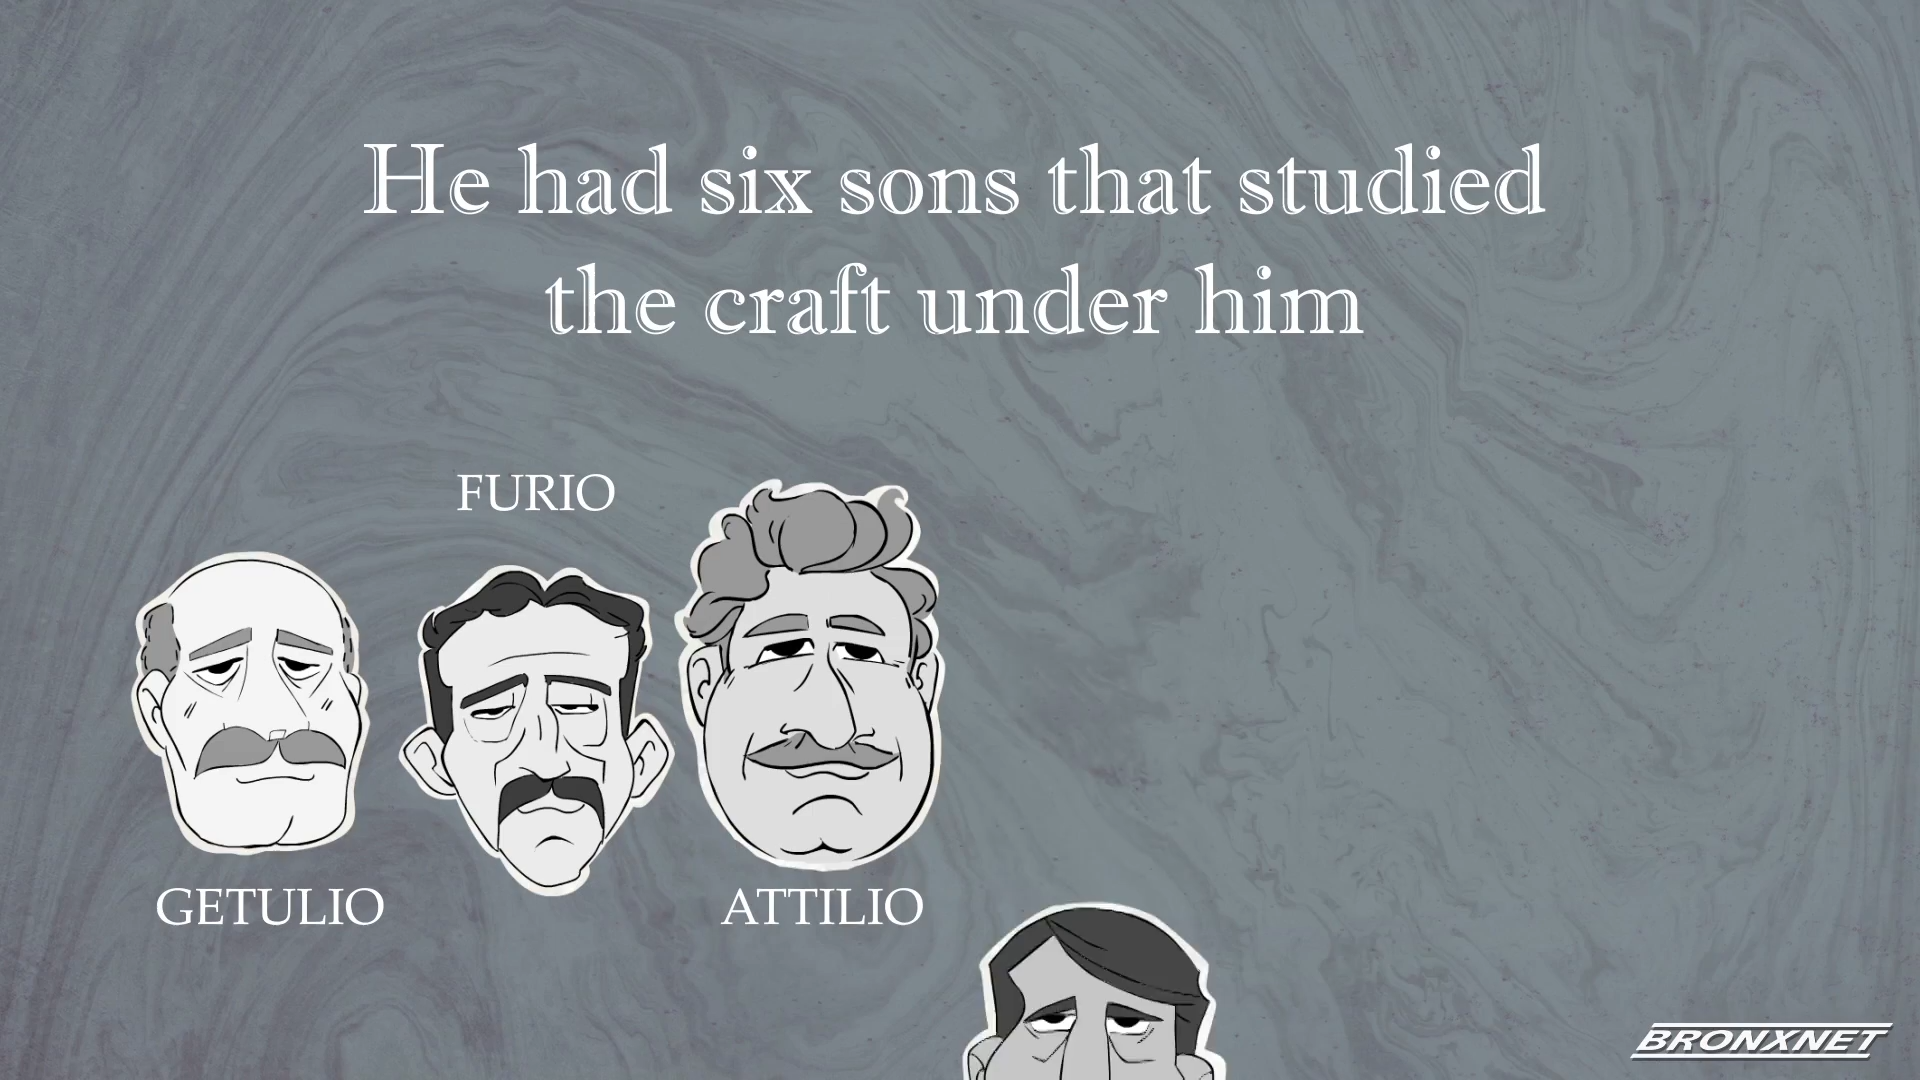 He had six sons that studied
the craft under him
FURIO
GETULIO
ATTILIO
BRONXNET